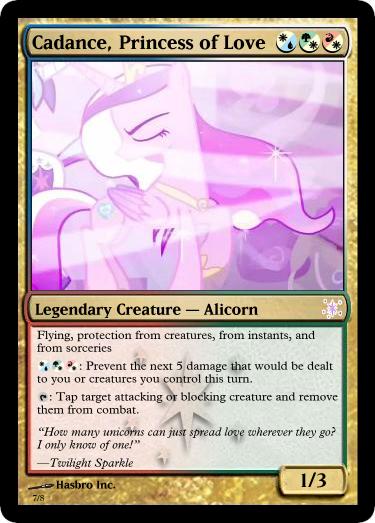 Cadance, Princess of Love
Legendary Creature — Alicorn
Flying, protection from creatures, from instants, and
from sorceries
: Prevent the next 5 damage that would be dealt
to you or creatures you control this turn.
: Tap target attacking or blocking creature and remove
them from combat.
“How many unicorns can just spread love wherever they go?
I only know of one!”
—Twilight Sparkle
1/3
Hasbro Inc.
7/8